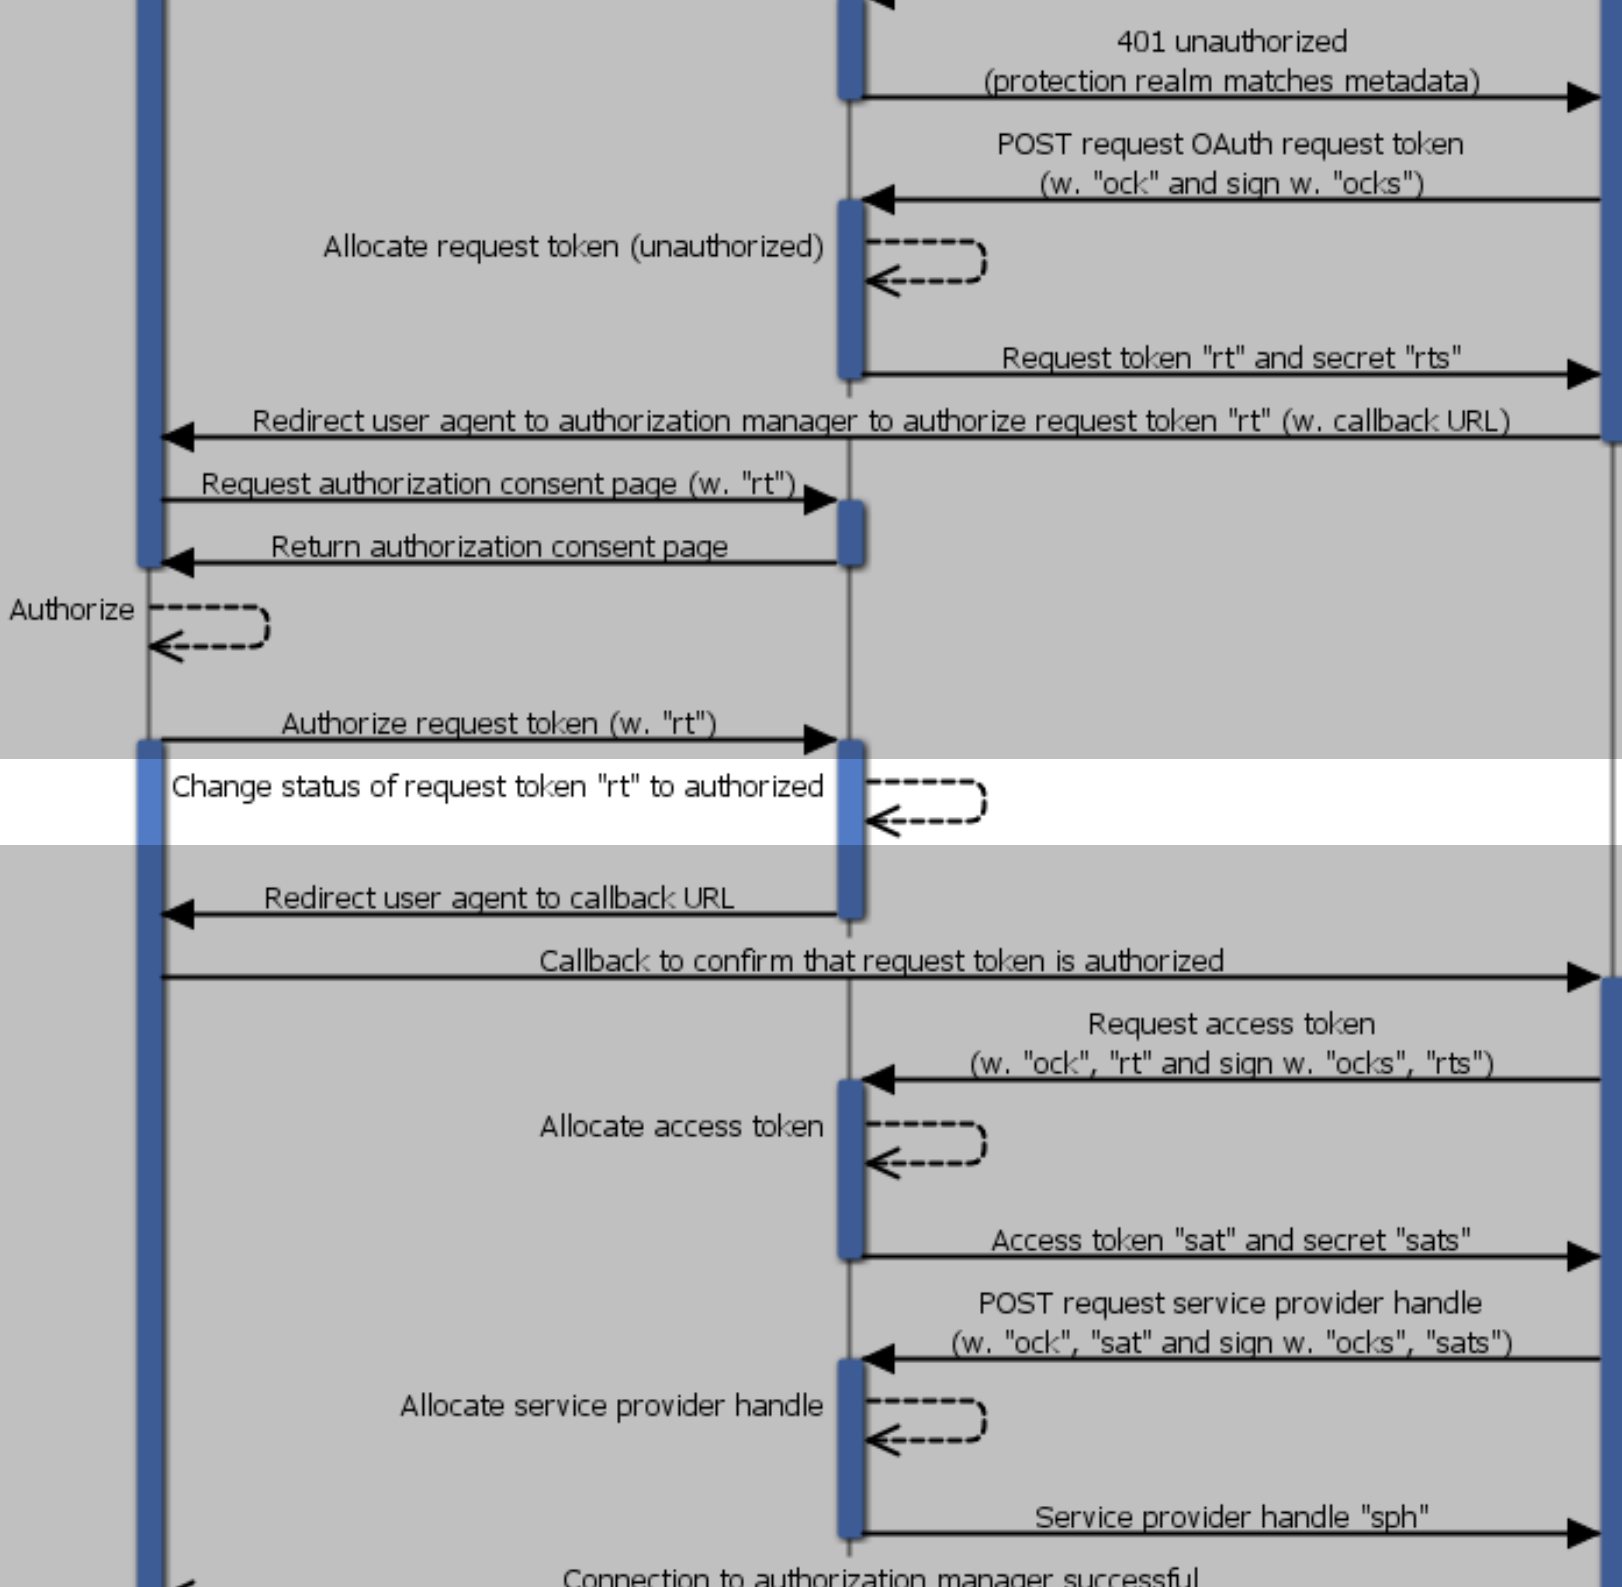 401 unauthorized
(protection realm matches metadata)
POST request OAuth request token
(w. "ock" and sign w. "ocks")
Allocate request token (unauthorized)
Request token "rt" and secret "rts"
Redirect user agent to authorization manager to authorize request token "rt" (w. callback URL)
Request authorization consent page (w. "rt")
Return authorization consent page
Authorize
Authorize request token (w. "rt")
Change status of request token "rt" to authorized
Redirect user agent to callback URL
Callback to confirm that request token is authorized
Request access token
(w. "ock", "rt" and sign w. "ocks", "rts")
Allocate access token
Access token "sat" and secret "sats"
POST request service provider handle
(w. "ock", "sat" and sign w. "ocks", "sats")
Allocate service provider handle
Service provider handle "sph"
Connection to authorization manager successful